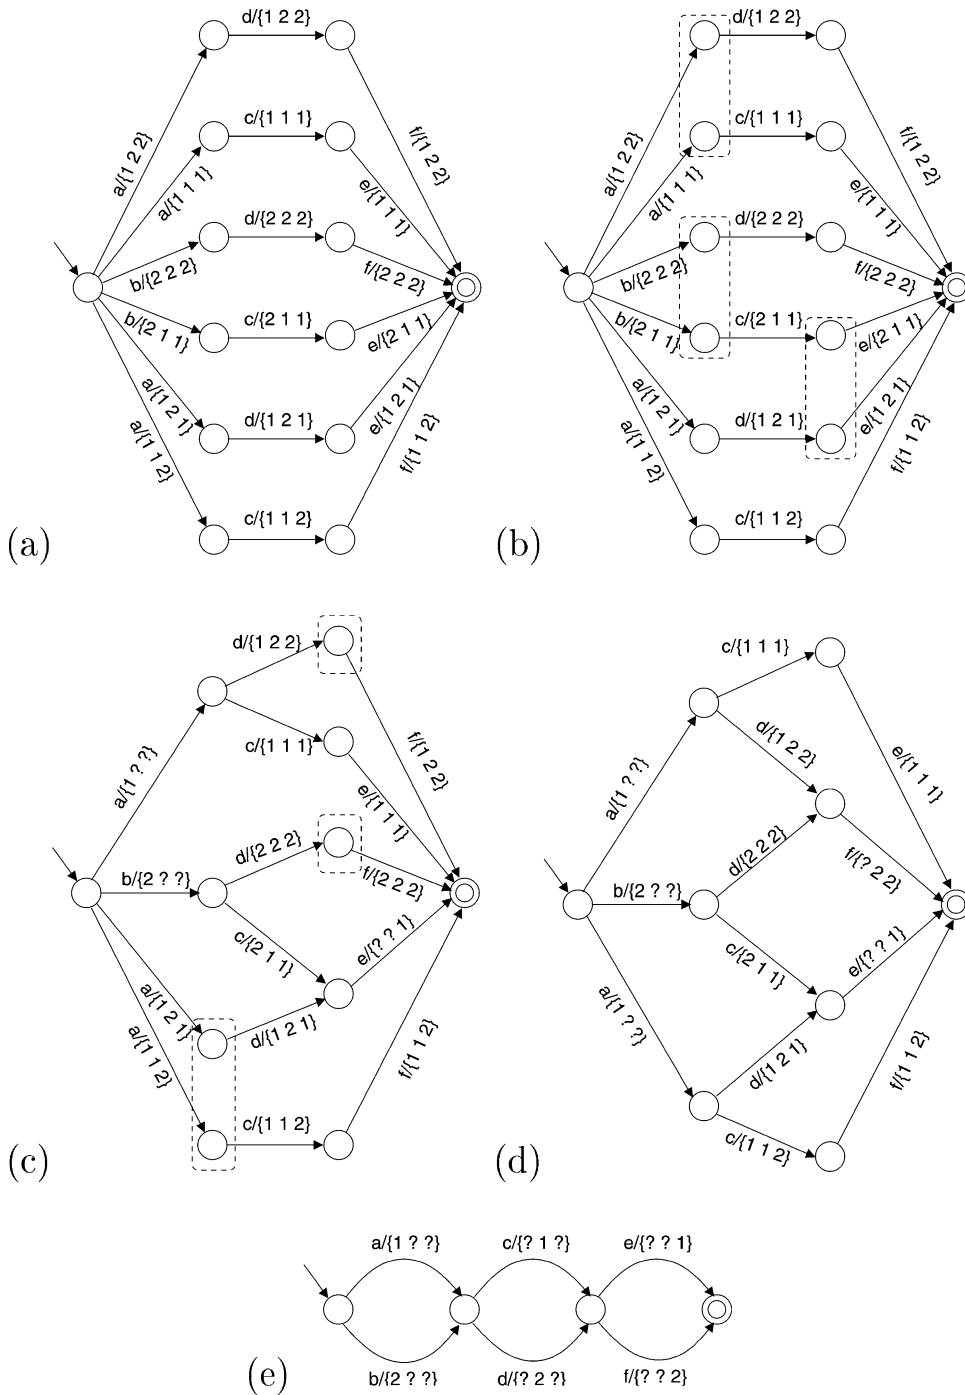 d/{1 2 2}
c/{1 1 1}
a/{1 2 2}
a/{1 1 1}
f/{1 2 2}
e/{1 1 1}
d/{2 2 2}
b/{2 2 2}
f/{2 2 2}
b/{2 1 1}
c/{2 1 1}
e/{2 1 1}
a/{1 2 1}
d/{1 2 1}
e/{1 2 1}
a/{1 1 2}
c/{1 1 2}
f/{1 1 2}
(a)
d/{1 2 2}
c/{1 1 1}
a/{1 2 2}
a/{1 1 1}
f/{1 2 2}
e/{1 1 1}
d/{2 2 2}
b/{2 2 2}
f/{2 2 2}
b/{2 1 1}
c/{2 1 1}
e/{2 1 1}
a/{1 2 1}
d/{1 2 1}
e/{1 2 1}
a/{1 1 2}
c/{1 1 2}
f/{1 1 2}
(b)
d/{1 2 2}
c/{1 1 1}
a/{1 ? ?}
f/{1 2 2}
e/{1 1 1}
d/{2 2 2}
f/{2 2 2}
b/{2 ? ?}
c/{2 1 1}
e/{? ? 1}
a/{1 2 1}
d/{1 2 1}
a/{1 1 2}
c/{1 1 2}
f/{1 1 2}
(c)
c/{1 1 1}
d/{1 2 2}
a/{1 ? ?}
e/{1 1 1}
d/{2 2 2}
f/{? 2 2}
b/{2 ? ?}
c/{2 1 1}
e/{? ? 1}
a/{1 ? ?}
d/{1 2 1}
c/{1 1 2}
f/{1 1 2}
(d)
a/{1 ? ?} c/{? 1 ?} e/{? ? 1}
b/{2 ? ?} d/{? 2 ?} f/{? ? 2}
(e)